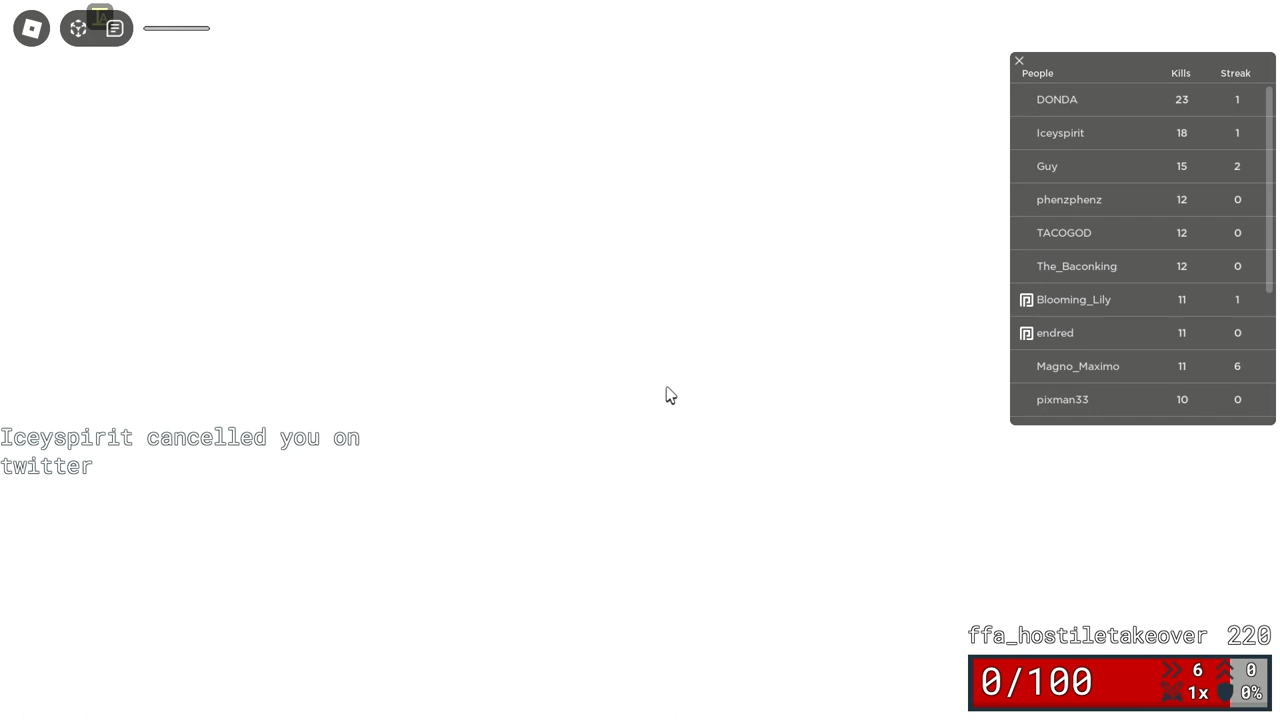 People Kills Streak
DONDA 23 1
Iceyspirit 18 1
Guy 15 2
phenzphenz 12 0
TACOGOD 12 0
The_Baconking 12 0
Blooming_Lily 11 1
endred 11 0
Magno_Maximo 11 6
pixman33 10 0
Iceyspirit cancelled you on
twitter
ffa_hostiletakeover 220
0/100 6 0
1x 0%